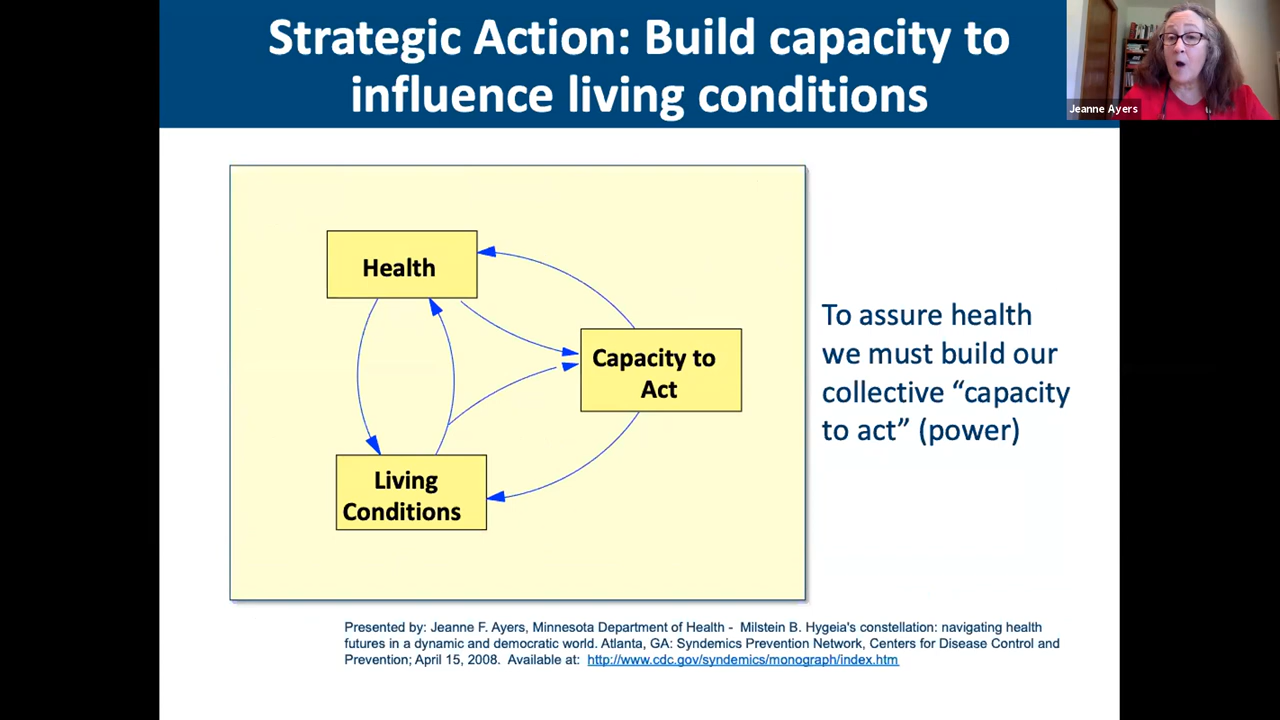 Strategic Action: Build capacity to
influence living conditions
Jeanne Ayers
Health
Capacity to
Act
Living
Conditions
To assure health
we must build our
collective “capacity
to act” (power)
Presented by: Jeanne F. Ayers, Minnesota Department of Health - Milstein B. Hygeia's constellation: navigating health
futures in a dynamic and democratic world. Atlanta, GA: Syndemics Prevention Network, Centers for Disease Control and
Prevention; April 15, 2008. Available at: http://www.cdc.gov/syndemics/monograph/index.htm